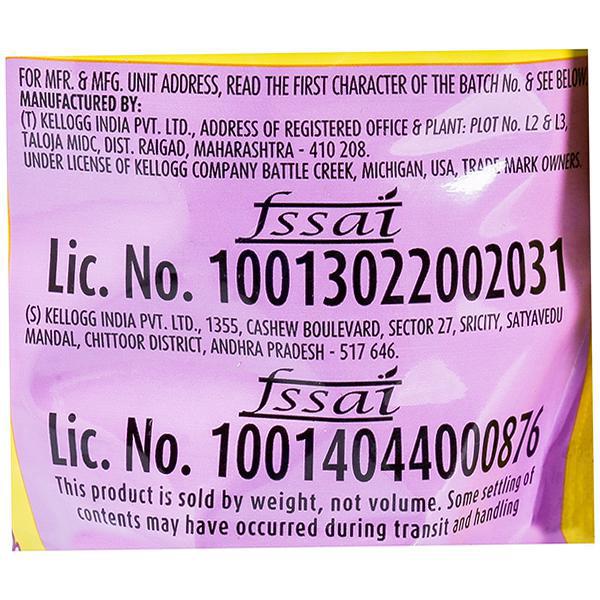 FOR MFR. & MFG. UNIT ADDRESS, READ THE FIRST CHARACTER OF THE BATCH No. & SEE BELOW.
MANUFACTURED BY:
(T) KELLOGG INDIA PVT. LTD., ADDRESS OF REGISTERED OFFICE & PLANT: PLOT No. L2 & L3,
TALOJA MIDC, DIST. RAIGAD, MAHARASHTRA - 410 208.
UNDER LICENSE OF KELLOGG COMPANY BATTLE CREEK, MICHIGAN, USA, TRADE MARK OWNERS.
fssai
Lic. No. 10013022002031
(S) KELLOGG INDIA PVT. LTD., 1355, CASHEW BOULEVARD, SECTOR 27, SRICITY, SATYAVEDU
MANDAL, CHITTOOR DISTRICT, ANDHRA PRADESH - 517 646.
fssai
Lic. No. 10014044000876
This product is sold by weight, not volume. Some settling of
contents may have occurred during transit and handling